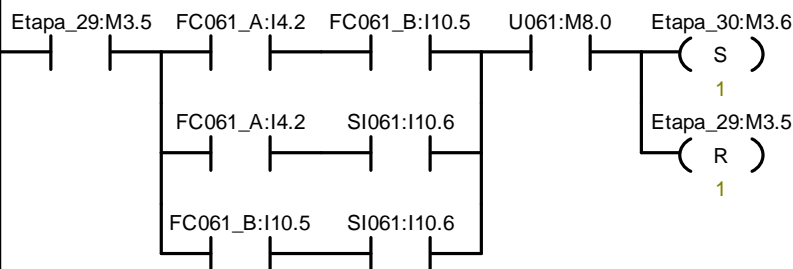 Etapa_29:M3.5 FC061_A:I4.2 FC061_B:I10.5 U061:M8.0 Etapa_30:M3.6
S
1
FC061_A:I4.2 SI061:I10.6 Etapa_29:M3.5
R
1
FC061_B:I10.5 SI061:I10.6